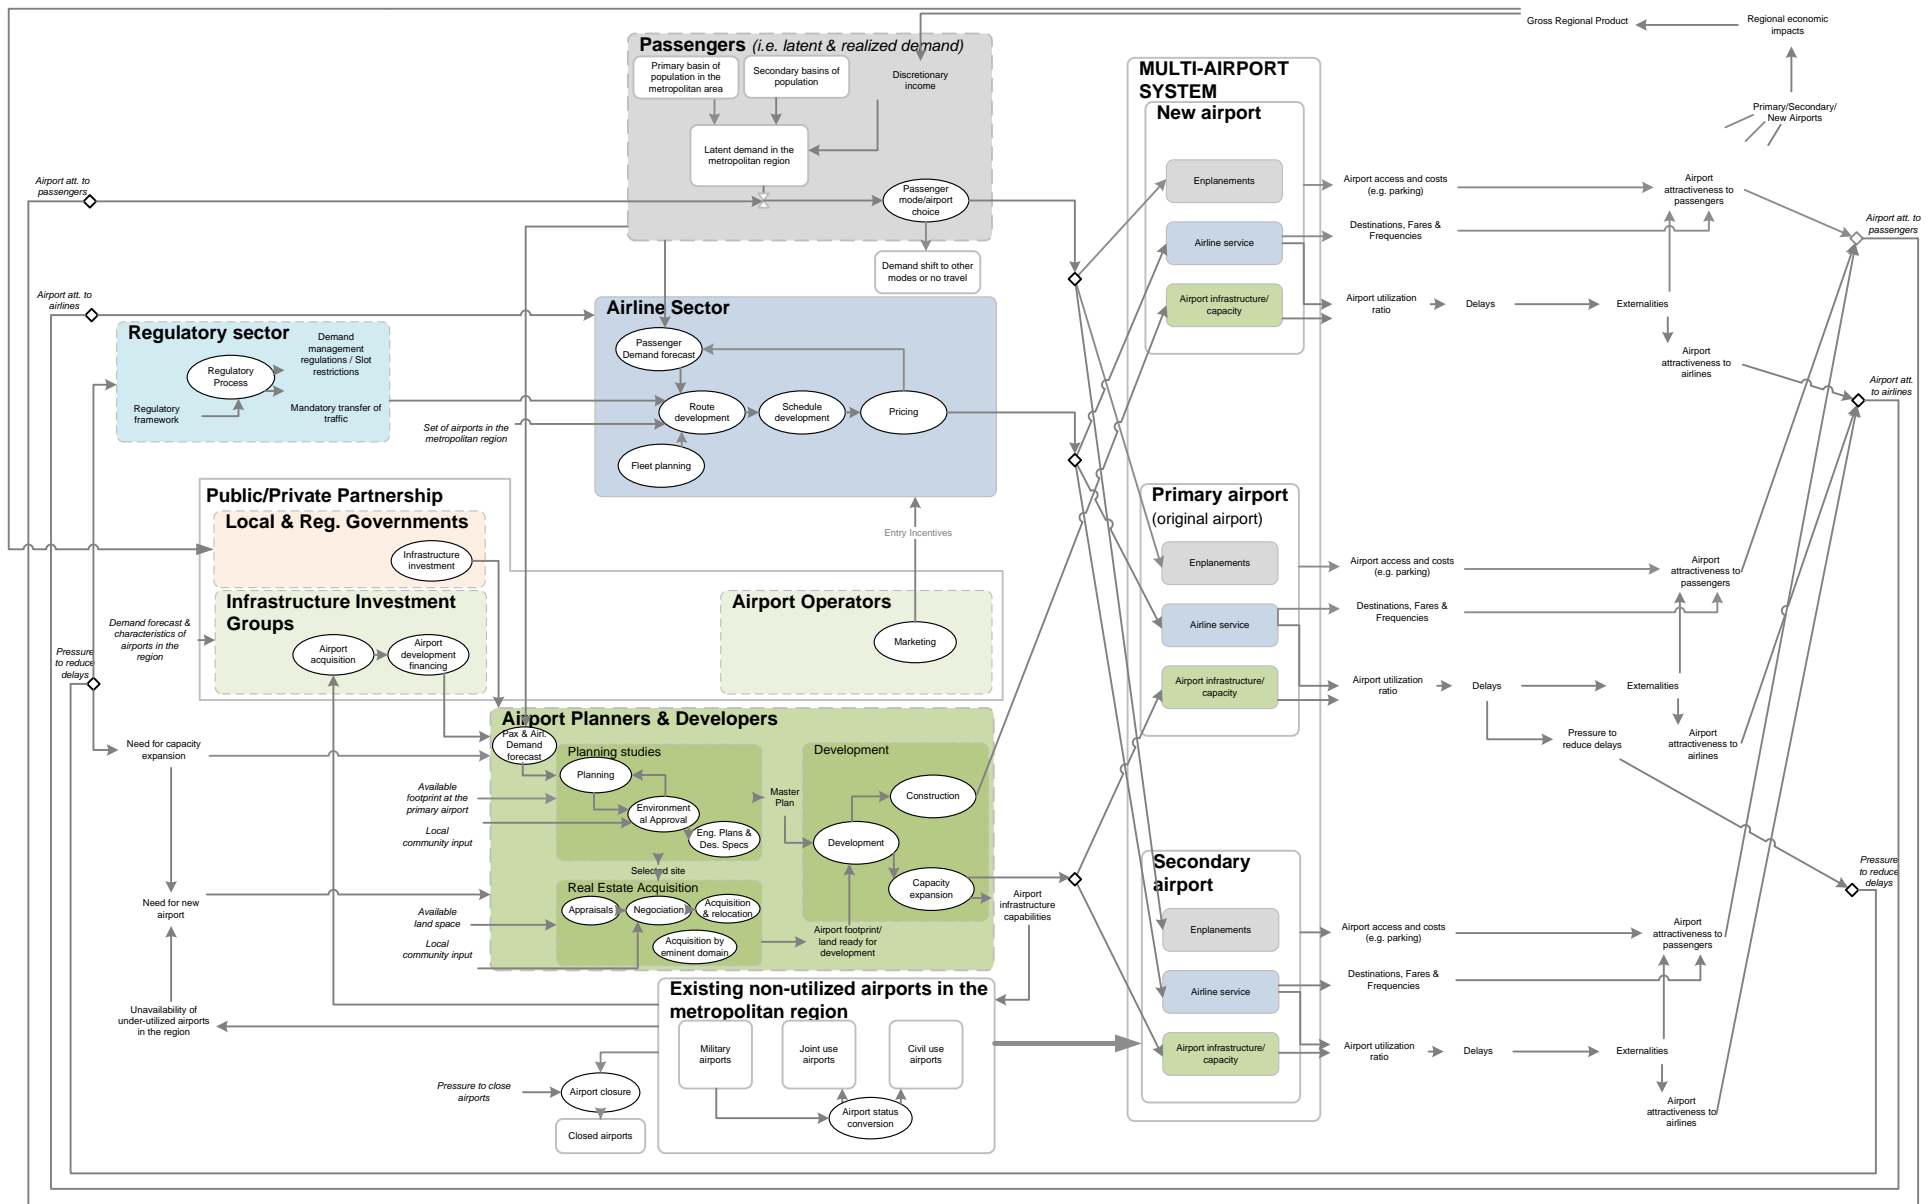 Gross Regional Product
Regional economic
impacts
Primary/Secondary/
New Airports
Passengers (i.e. latent & realized demand)
Primary basin of
population in the
metropolitan area
Secondary basins of
population
Discretionary
income
Latent demand in the
metropolitan region
Passenger
mode/airport
choice
Demand shift to other
modes or no travel
Airport att. to
passengers
Airport att. to
airlines
Regulatory sector
Regulatory
Process
Demand
management
regulations / Slot
restrictions
Regulatory
framework
Mandatory transfer of
traffic
Airline Sector
Passenger
Demand forecast
Route
development
Schedule
development
Pricing
Fleet planning
Set of airports in the
metropolitan region
Entry Incentives
Public/Private Partnership
Local & Reg. Governments
Infrastructure
investment
Infrastructure Investment
Groups
Airport
acquisition
Airport
development
financing
Demand forecast &
characteristics of
airports in the
region
Pressure
to reduce
delays
Airport Operators
Marketing
Airport Planners & Developers
Pax & Airl.
Demand
forecast
Planning studies
Planning
Environment
al Approval
Eng. Plans &
Des. Specs
Selected site
Real Estate Acquisition
Appraisals
Negociation
Acquisition
& relocation
Acquisition by
eminent domain
Master
Plan
Development
Construction
Development
Capacity
expansion
Airport footprint/
land ready for
development
Airport
infrastructure
capabilities
Need for capacity
expansion
Available
footprint at the
primary airport
Local
community input
Need for new
airport
Available
land space
Local
community input
Unavailability of
under-utilized airports
in the region
Existing non-utilized airports in the
metropolitan region
Military
airports
Joint use
airports
Civil use
airports
Airport status
conversion
Pressure to close
airports
Airport closure
Closed airports
MULTI-AIRPORT
SYSTEM
New airport
Enplanements
Airline service
Airport infrastructure/
capacity
Airport access and costs
(e.g. parking)
Destinations, Fares &
Frequencies
Airport utilization
ratio
Delays
Externalities
Airport
attractiveness to
passengers
Airport
attractiveness to
airlines
Primary airport
(original airport)
Enplanements
Airline service
Airport infrastructure/
capacity
Airport access and costs
(e.g. parking)
Destinations, Fares &
Frequencies
Airport utilization
ratio
Delays
Externalities
Pressure to
reduce delays
Airport
attractiveness to
passengers
Airport
attractiveness to
airlines
Secondary
airport
Enplanements
Airline service
Airport infrastructure/
capacity
Airport access and costs
(e.g. parking)
Destinations, Fares &
Frequencies
Airport utilization
ratio
Delays
Externalities
Airport
attractiveness to
passengers
Airport
attractiveness to
airlines
Airport att. to
passengers
Airport att.
to airlines
Pressure
to reduce
delays